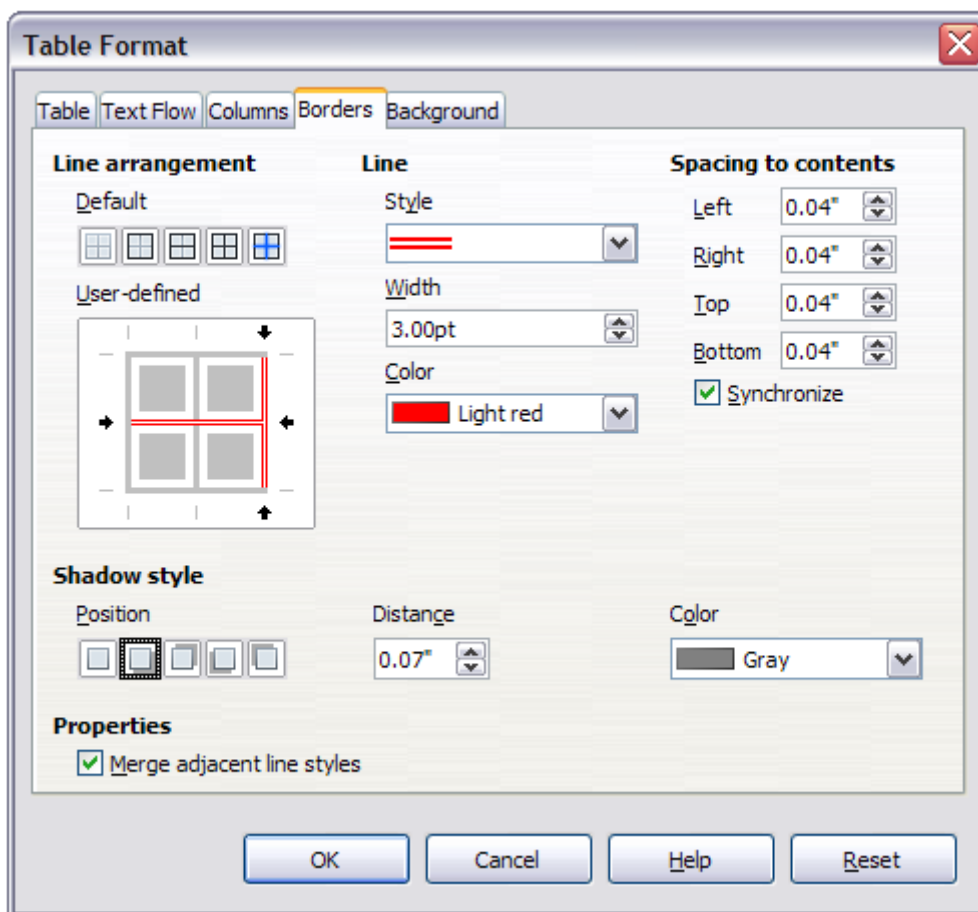 Table Format
Table Text Flow Columns Borders Background
Line arrangement
Default
User-defined
Line
Style
Width
3.00pt
Color
Light red
Spacing to contents
Left 0.04"
Right 0.04"
Top 0.04"
Bottom 0.04"
Synchronize
Shadow style
Position
Distance
0.07"
Color
Gray
Properties
Merge adjacent line styles
OK Cancel Help Reset